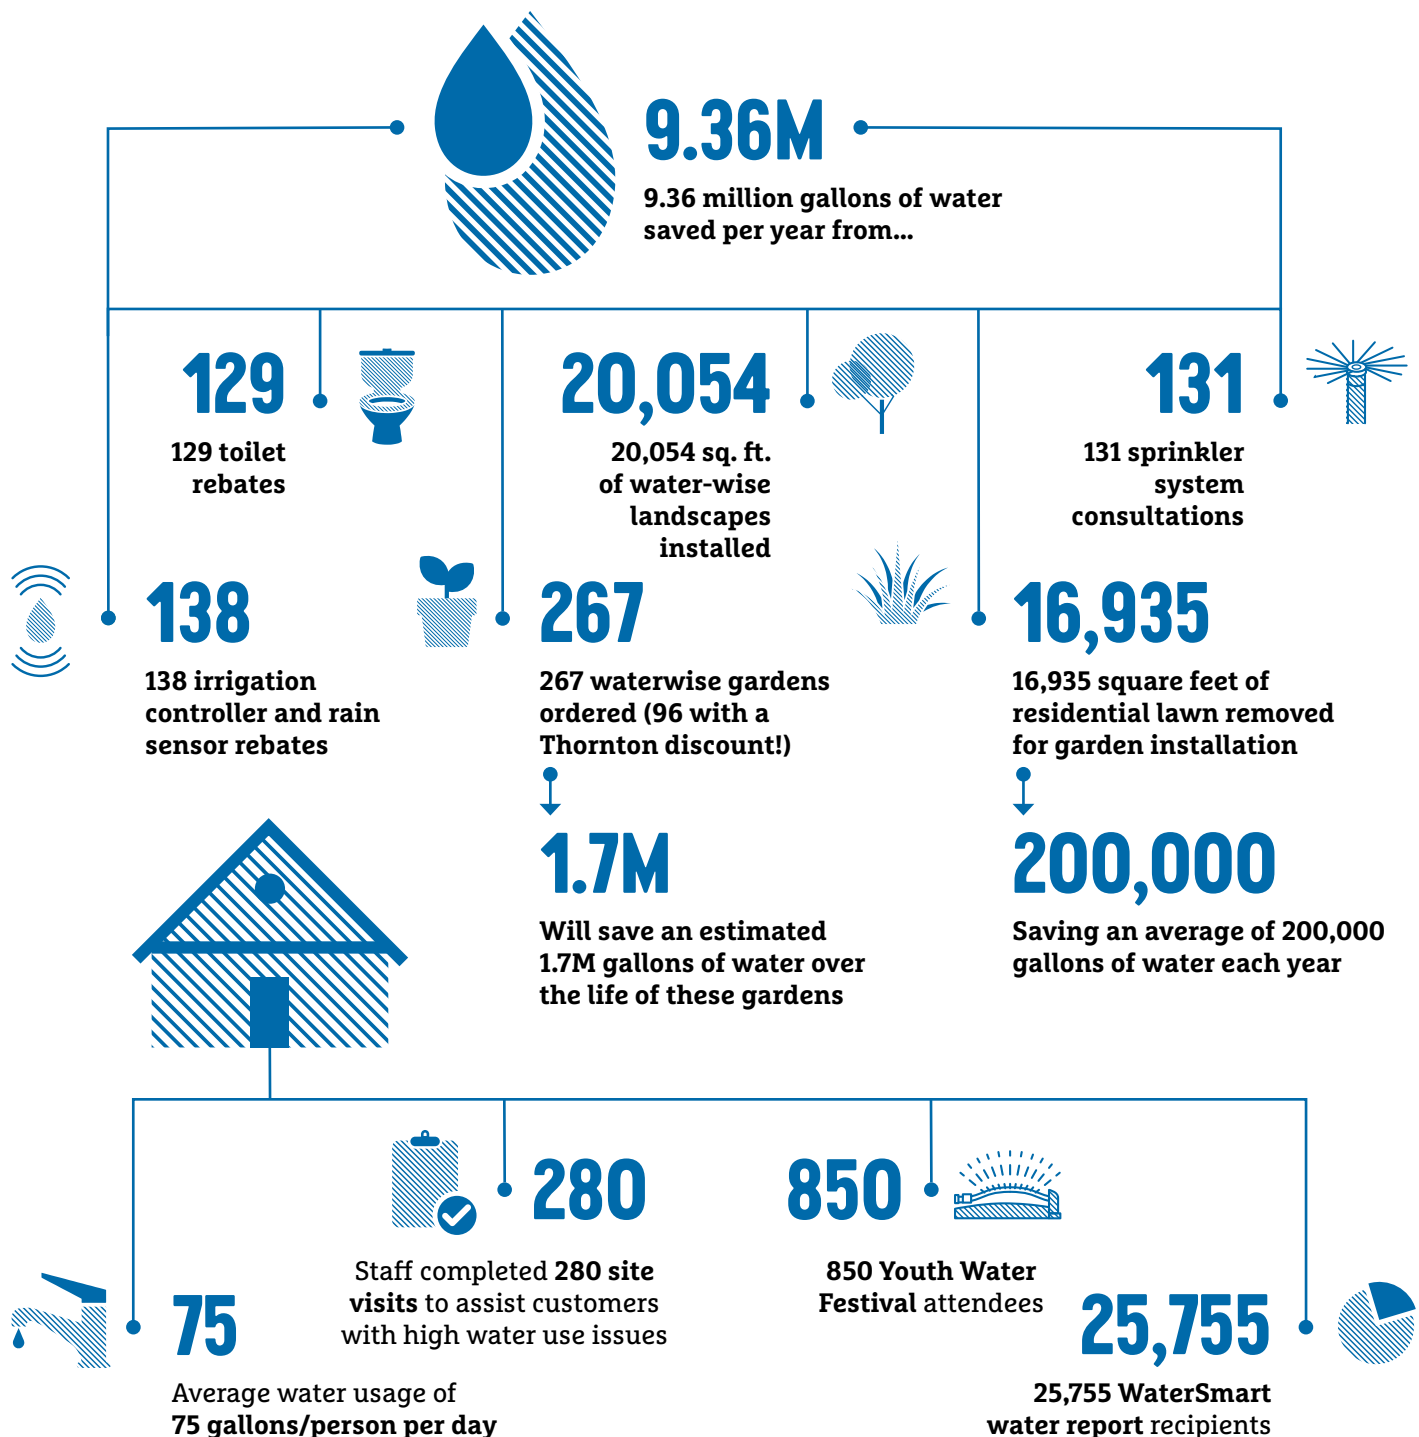 9.36M
9.36 million gallons of water
saved per year from...
129
129 toilet
rebates
20,054
20,054 sq. ft.
of water-wise
landscapes
installed
131
131 sprinkler
system
consultations
138
138 irrigation
controller and rain
sensor rebates
267
267 waterwise gardens
ordered (96 with a
Thornton discount!)
1.7M
Will save an estimated
1.7M gallons of water over
the life of these gardens
16,935
16,935 square feet of
residential lawn removed
for garden installation
200,000
Saving an average of 200,000
gallons of water each year
75
Average water usage of
75 gallons/person per day
280
Staff completed 280 site
visits to assist customers
with high water use issues
850
850 Youth Water
Festival attendees
25,755
25,755 WaterSmart
water report recipients